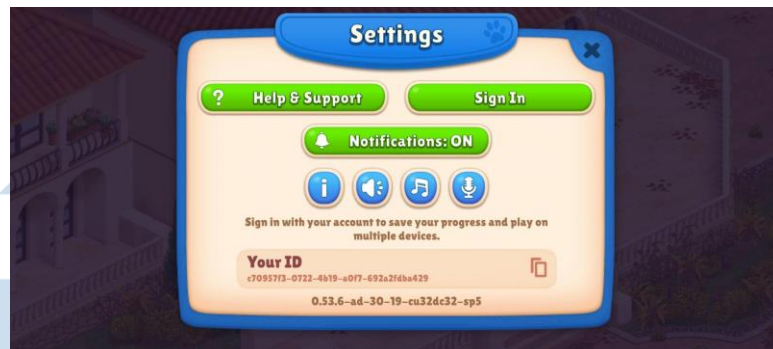 Settings
? Help & Support
Sign In
Notifications: ON
Sign in with your account to save your progress and play on
multiple devices.
Your ID
c70957f3-0722-4b19-a0f7-692a2fdba429
0.53.6-ad-30-19-cu32dc32-sp5